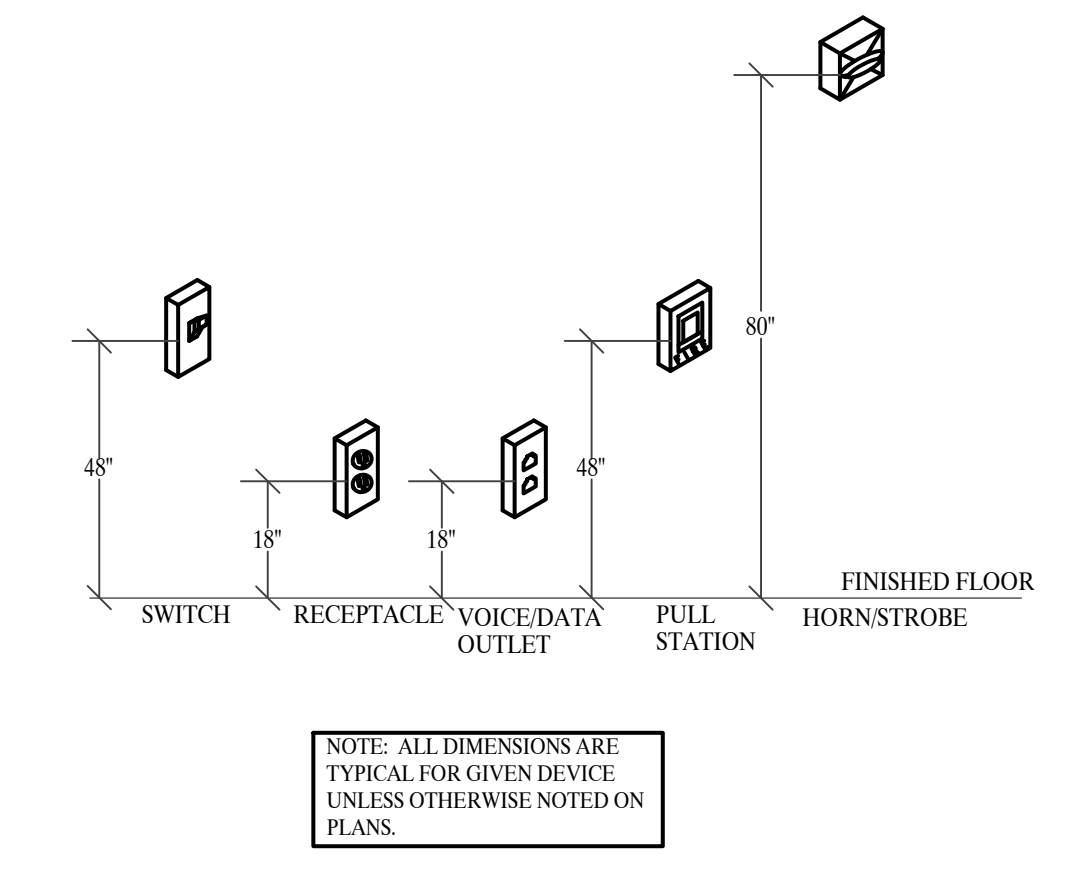 80"
48"
48"
18"
18"
FINISHED FLOOR
SWITCH
RECEPTACLE
VOICE/DATA
OUTLET
PULL
STATION
HORN/STROBE
FIRE
NOTE: ALL DIMENSIONS ARE
TYPICAL FOR GIVEN DEVICE
UNLESS OTHERWISE NOTED ON
PLANS.